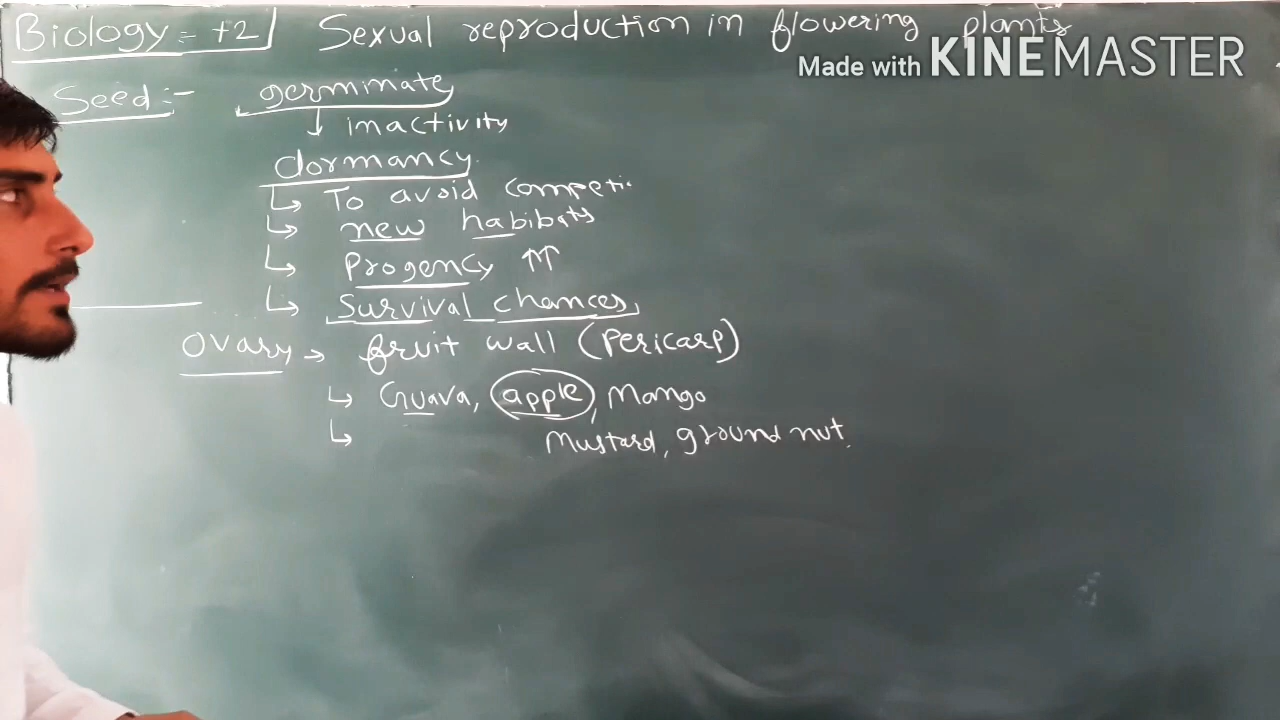 Biology = +2 Sexual reproduction in flowering plants
Made with KINEMASTER
Seed :- germinate
↓ inactivity
dormancy
↳ To avoid competi
↳ new habibats
↳ Progency ↑↑
↳ Survival chances,
Ovary → fruit wall (Pericarp)
↳ Guava, apple, Mango
↳ Mustard, ground nut.